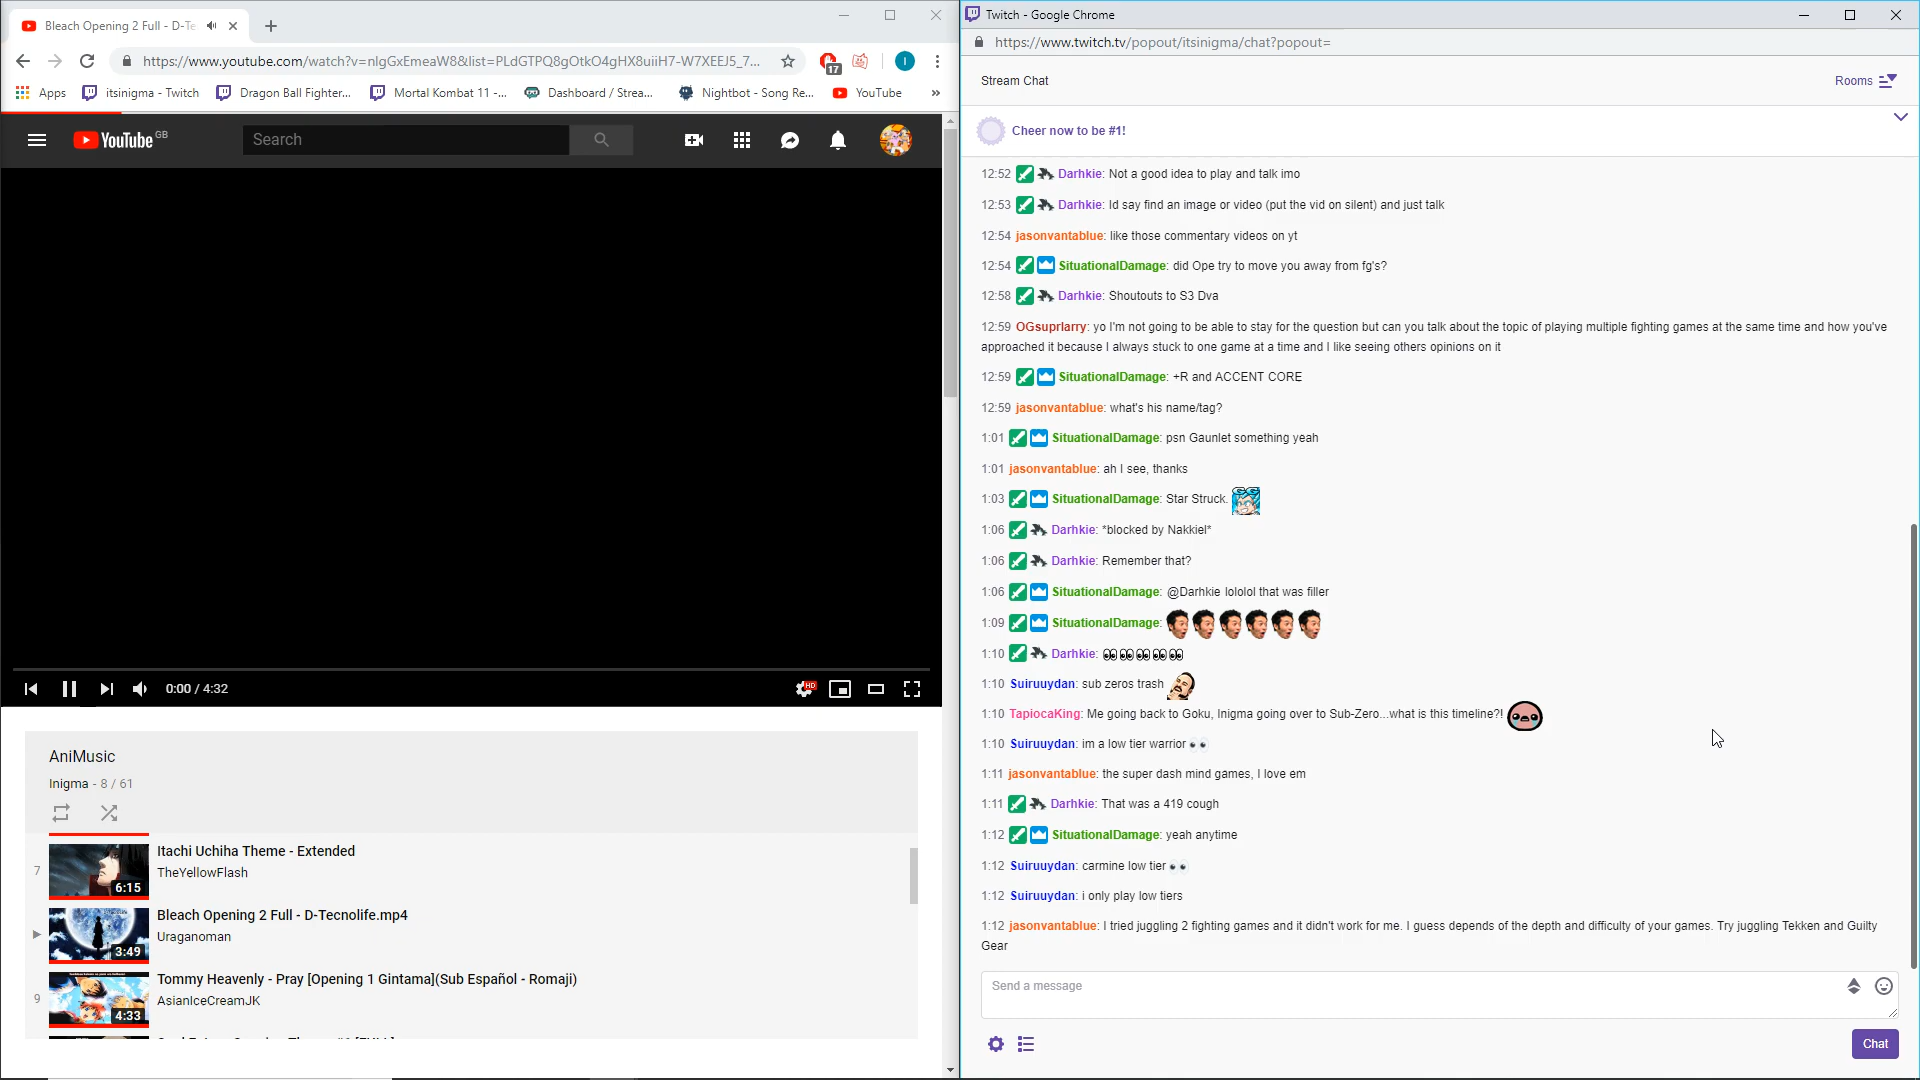 Bleach Opening 2 Full - D-Te
https://www.youtube.com/watch?v=nIgGxEmeaW8&list=PLdGTPQ8gOtkO4gHX8uiiH7-W7XEEJ5_7...
17
I
Apps
itsinigma - Twitch
Dragon Ball Fighter...
Mortal Kombat 11 -...
Dashboard / Strea...
Nightbot - Song Re...
YouTube
»
YouTube GB
Search
0:00 / 4:32
HD
AniMusic
Inigma - 8 / 61
7
6:15
Itachi Uchiha Theme - Extended
TheYellowFlash
3:49
Bleach Opening 2 Full - D-Tecnolife.mp4
Uraganoman
9
4:33
Tommy Heavenly - Pray [Opening 1 Gintama](Sub Español - Romaji)
AsianIceCreamJK
Twitch - Google Chrome
https://www.twitch.tv/popout/itsinigma/chat?popout=
Stream Chat
Rooms
Cheer now to be #1!
12:52 Darhkie: Not a good idea to play and talk imo
12:53 Darhkie: Id say find an image or video (put the vid on silent) and just talk
12:54 jasonvantablue: like those commentary videos on yt
12:54 SituationalDamage: did Ope try to move you away from fg's?
12:58 Darhkie: Shoutouts to S3 Dva
12:59 OGsuprlarry: yo I'm not going to be able to stay for the question but can you talk about the topic of playing multiple fighting games at the same time and how you've
approached it because I always stuck to one game at a time and I like seeing others opinions on it
12:59 SituationalDamage: +R and ACCENT CORE
12:59 jasonvantablue: what's his name/tag?
1:01 SituationalDamage: psn Gaunlet something yeah
1:01 jasonvantablue: ah I see, thanks
1:03 SituationalDamage: Star Struck.
1:06 Darhkie: *blocked by Nakkiel*
1:06 Darhkie: Remember that?
1:06 SituationalDamage: @Darhkie lololol that was filler
1:09 SituationalDamage:
1:10 Darhkie: 👀👀👀👀👀
1:10 Suiruuydan: sub zeros trash
1:10 TapiocaKing: Me going back to Goku, Inigma going over to Sub-Zero...what is this timeline?!
1:10 Suiruuydan: im a low tier warrior 👀
1:11 jasonvantablue: the super dash mind games, I love em
1:11 Darhkie: That was a 419 cough
1:12 SituationalDamage: yeah anytime
1:12 Suiruuydan: carmine low tier 👀
1:12 Suiruuydan: i only play low tiers
1:12 jasonvantablue: I tried juggling 2 fighting games and it didn't work for me. I guess depends of the depth and difficulty of your games. Try juggling Tekken and Guilty
Gear
Send a message
Chat